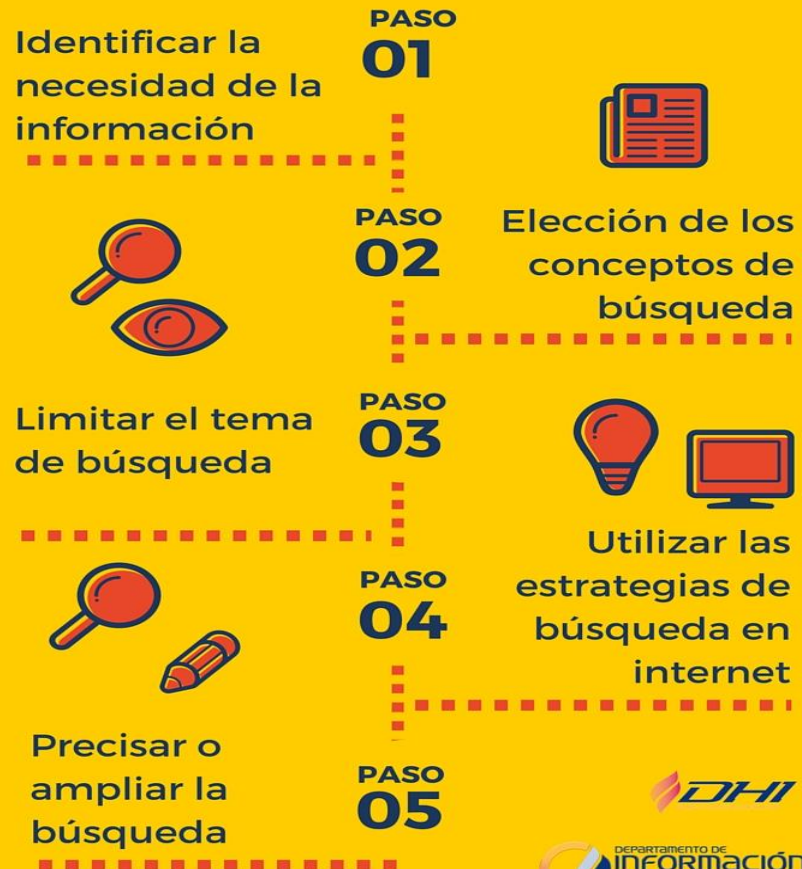 PASO
01
Identificar la
necesidad de la
información
PASO
02
Elección de los
conceptos de
búsqueda
PASO
03
Limitar el tema
de búsqueda
PASO
04
Utilizar las
estrategias de
búsqueda en
internet
PASO
05
Precisar o
ampliar la
búsqueda
DHI
DEPARTAMENTO DE
INFORMACIÓN